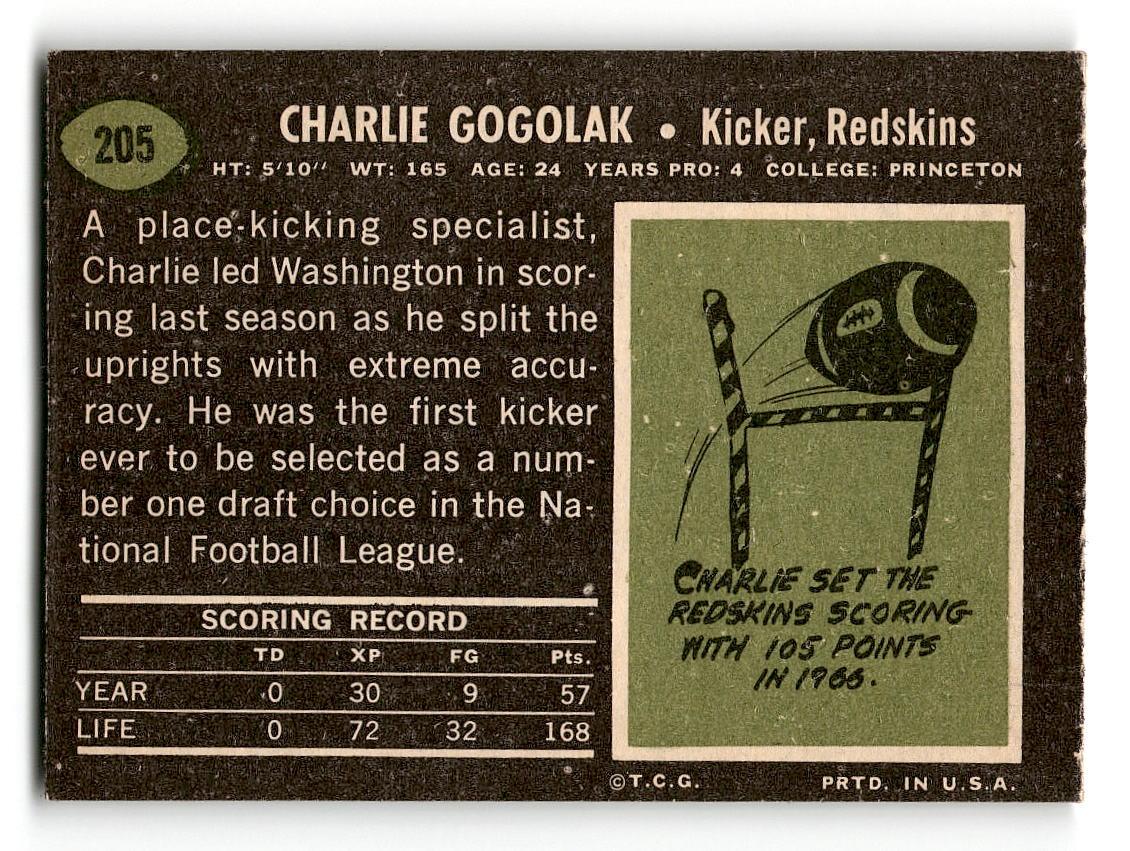 205
CHARLIE GOGOLAK • Kicker, Redskins
HT: 5'10" WT: 165 AGE: 24 YEARS PRO: 4 COLLEGE: PRINCETON
A place-kicking specialist,
Charlie led Washington in scor-
ing last season as he split the
uprights with extreme accu-
racy. He was the first kicker
ever to be selected as a num-
ber one draft choice in the Na-
tional Football League.
SCORING RECORD
TD XP FG Pts.
YEAR 0 30 9 57
LIFE 0 72 32 168
CHARLIE SET THE
REDSKINS SCORING
WITH 105 POINTS
IN 1966.
©T.C.G. PRTD. IN U.S.A.